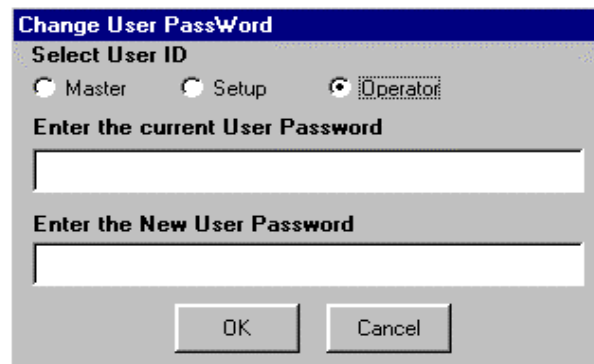 Change User PassWord
Select User ID
Master Setup Operator
Enter the current User Password
Enter the New User Password
OK Cancel